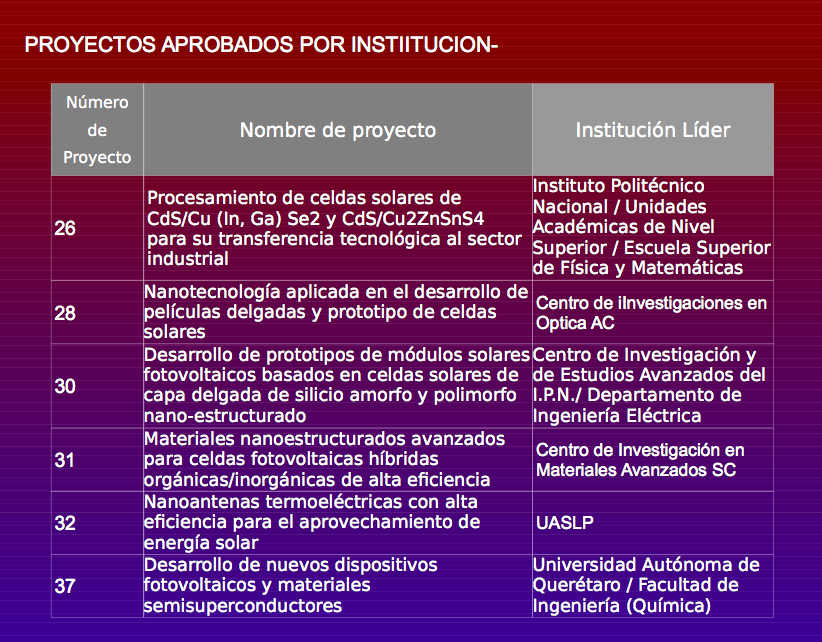 PROYECTOS APROBADOS POR INSTIITUCION-
Número
de
Proyecto
Nombre de proyecto
Institución Líder
26
Procesamiento de celdas solares de
CdS/Cu (In, Ga) Se2 y CdS/Cu2ZnSnS4
para su transferencia tecnológica al sector
industrial
Instituto Politécnico
Nacional / Unidades
Académicas de Nivel
Superior / Escuela Superior
de Física y Matemáticas
28
Nanotecnología aplicada en el desarrollo de
películas delgadas y prototipo de celdas
solares
Centro de iInvestigaciones en
Optica AC
30
Desarrollo de prototipos de módulos solares
fotovoltaicos basados en celdas solares de
capa delgada de silicio amorfo y polimorfo
nano-estructurado
Centro de Investigación y
de Estudios Avanzados del
I.P.N./ Departamento de
Ingeniería Eléctrica
31
Materiales nanoestructurados avanzados
para celdas fotovoltaicas híbridas
orgánicas/inorgánicas de alta eficiencia
Centro de Investigación en
Materiales Avanzados SC
32
Nanoantenas termoeléctricas con alta
eficiencia para el aprovechamiento de
energía solar
UASLP
37
Desarrollo de nuevos dispositivos
fotovoltaicos y materiales
semisuperconductores
Universidad Autónoma de
Querétaro / Facultad de
Ingeniería (Química)